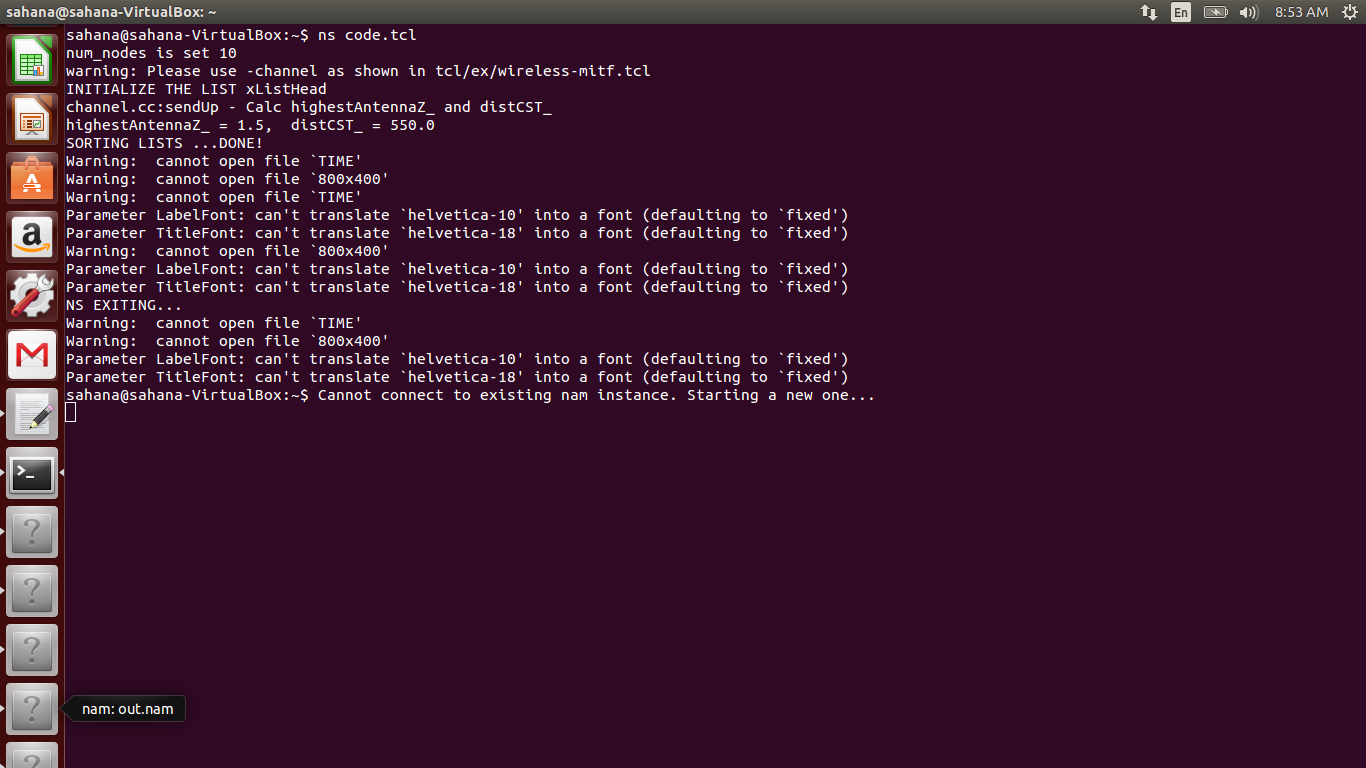 sahana@sahana-VirtualBox: ~
En
8:53 AM
sahana@sahana-VirtualBox:~$ ns code.tcl
num_nodes is set 10
warning: Please use -channel as shown in tcl/ex/wireless-mitf.tcl
INITIALIZE THE LIST xListHead
channel.cc:sendUp - Calc highestAntennaZ_ and distCST_
highestAntennaZ_ = 1.5,  distCST_ = 550.0
SORTING LISTS ...DONE!
Warning:  cannot open file `TIME'
Warning:  cannot open file `800x400'
Warning:  cannot open file `TIME'
Parameter LabelFont: can't translate `helvetica-10' into a font (defaulting to `fixed')
Parameter TitleFont: can't translate `helvetica-18' into a font (defaulting to `fixed')
Warning:  cannot open file `800x400'
Parameter LabelFont: can't translate `helvetica-10' into a font (defaulting to `fixed')
Parameter TitleFont: can't translate `helvetica-18' into a font (defaulting to `fixed')
NS EXITING...
Warning:  cannot open file `TIME'
Warning:  cannot open file `800x400'
Parameter LabelFont: can't translate `helvetica-10' into a font (defaulting to `fixed')
Parameter TitleFont: can't translate `helvetica-18' into a font (defaulting to `fixed')
sahana@sahana-VirtualBox:~$ Cannot connect to existing nam instance. Starting a new one...
nam: out.nam